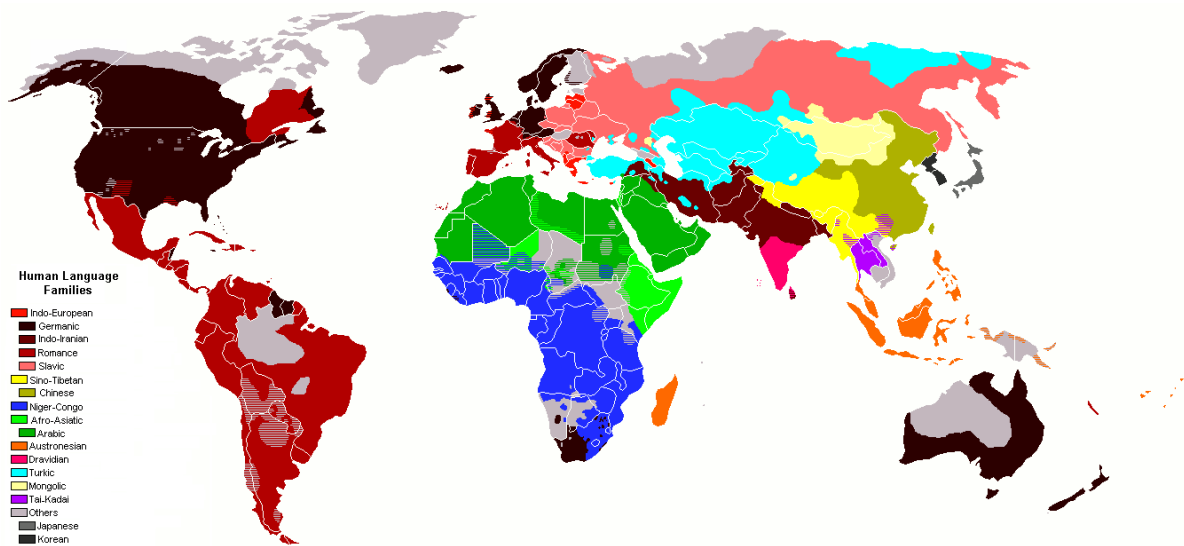 Human Language
Families
Indo-European
Germanic
Indo-Iranian
Romance
Slavic
Sino-Tibetan
Chinese
Niger-Congo
Afro-Asiatic
Arabic
Austronesian
Dravidian
Turkic
Mongolic
Tai-Kadai
Others
Japanese
Korean